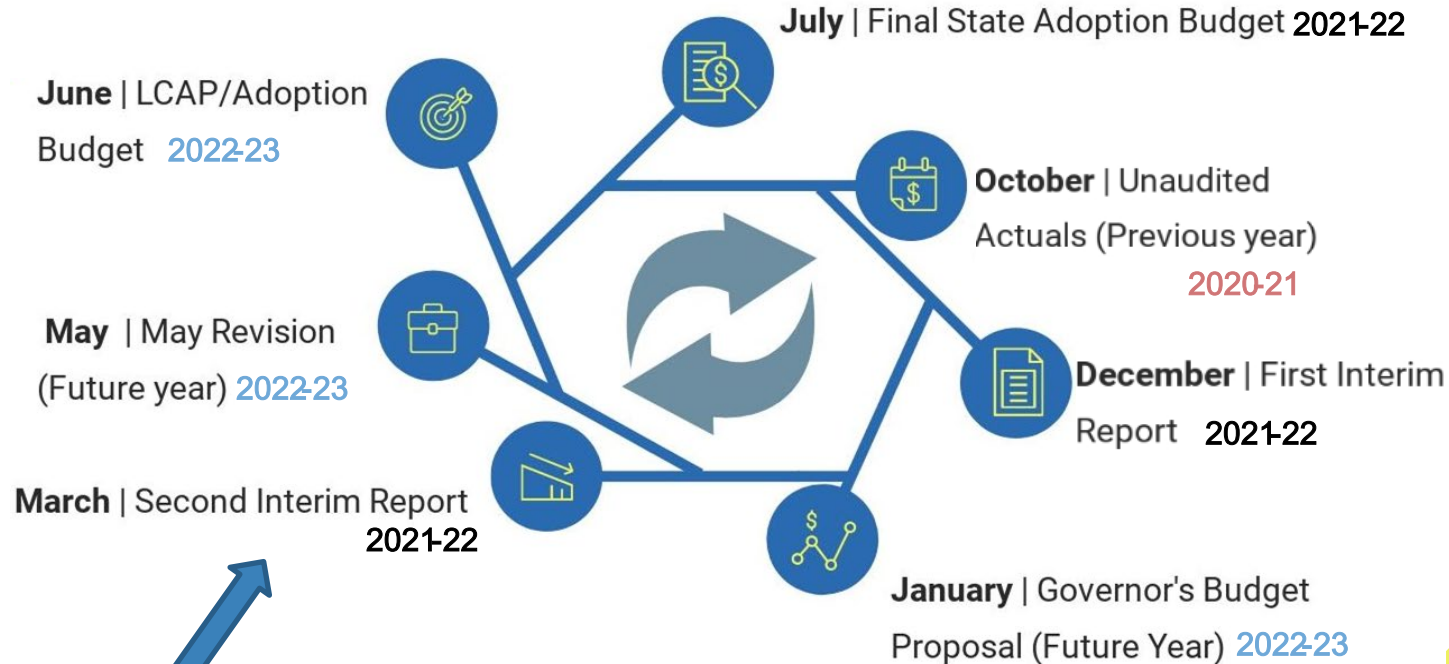 July | Final State Adoption Budget 2021-22
October | Unaudited
Actuals (Previous year)
2020-21
December | First Interim
Report 2021-22
January | Governor's Budget
Proposal (Future Year) 2022-23
March | Second Interim Report
2021-22
May | May Revision
(Future year) 2022-23
June | LCAP/Adoption
Budget 2022-23
$
$
$